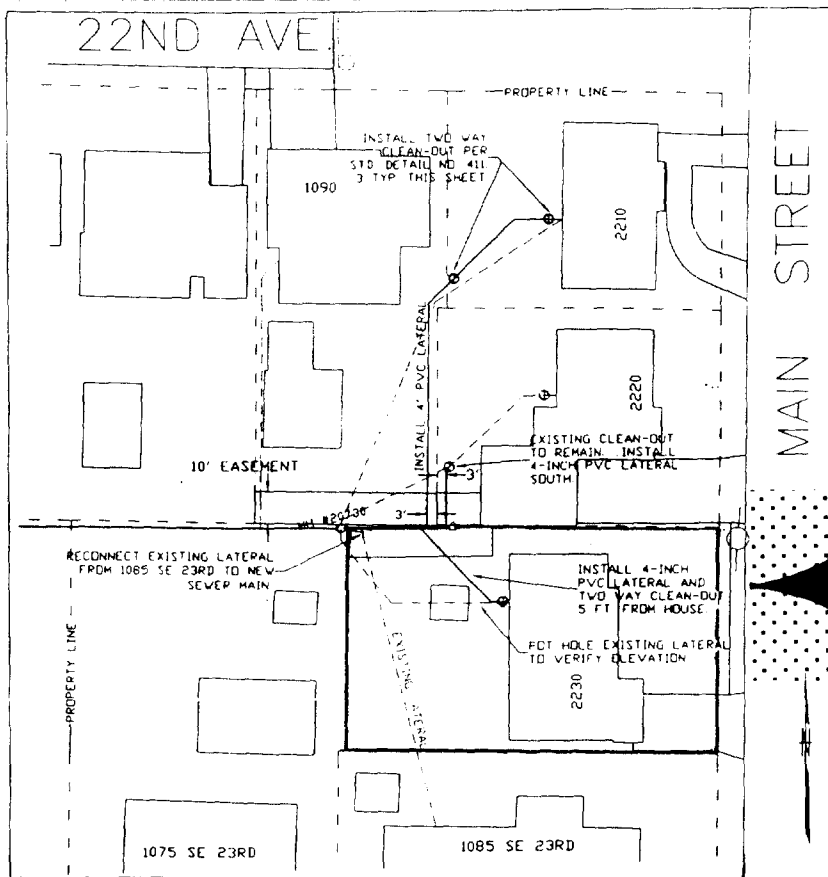 22ND AVE.
PROPERTY LINE
INSTALL TWO WAY
CLEAN-OUT PER
STD DETAIL NO 411.
3 TYP THIS SHEET
1090
2210
STREET
MAIN
INSTALL 4" PVC LATERAL
2220
EXISTING CLEAN-OUT
TO REMAIN. INSTALL
4-INCH PVC LATERAL
SOUTH
10' EASEMENT
3'
3'
RECONNECT EXISTING LATERAL
FROM 1085 SE 23RD TO NEW
SEWER MAIN
INSTALL 4-INCH
PVC LATERAL AND
TWO WAY CLEAN-OUT
5 FT FROM HOUSE
POT HOLE EXISTING LATERAL
TO VERIFY ELEVATION
PROPERTY LINE
EXISTING LATERAL
2230
N
1075 SE 23RD
1085 SE 23RD